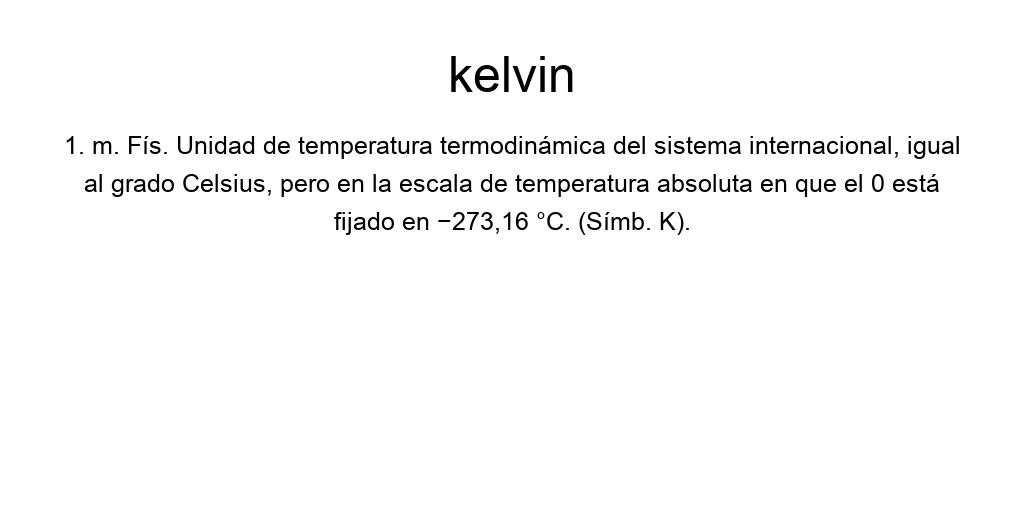 kelvin
1. m. Fís. Unidad de temperatura termodinámica del sistema internacional, igual
al grado Celsius, pero en la escala de temperatura absoluta en que el 0 está
fijado en −273,16 °C. (Símb. K).